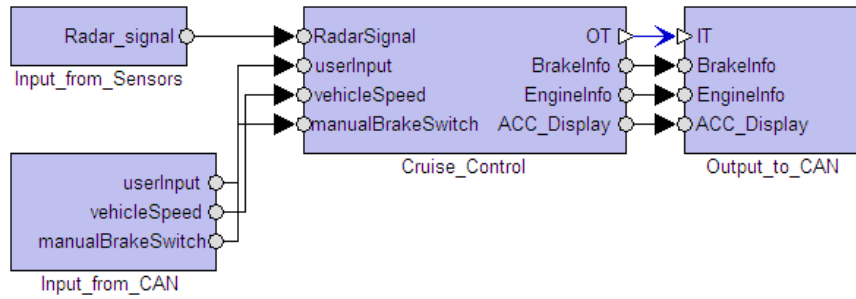 Radar_signal
Input_from_Sensors
userInput
vehicleSpeed
manualBrakeSwitch
Input_from_CAN
RadarSignal OT
userInput BrakeInfo
vehicleSpeed EngineInfo
manualBrakeSwitch ACC_Display
Cruise_Control
IT
BrakeInfo
EngineInfo
ACC_Display
Output_to_CAN